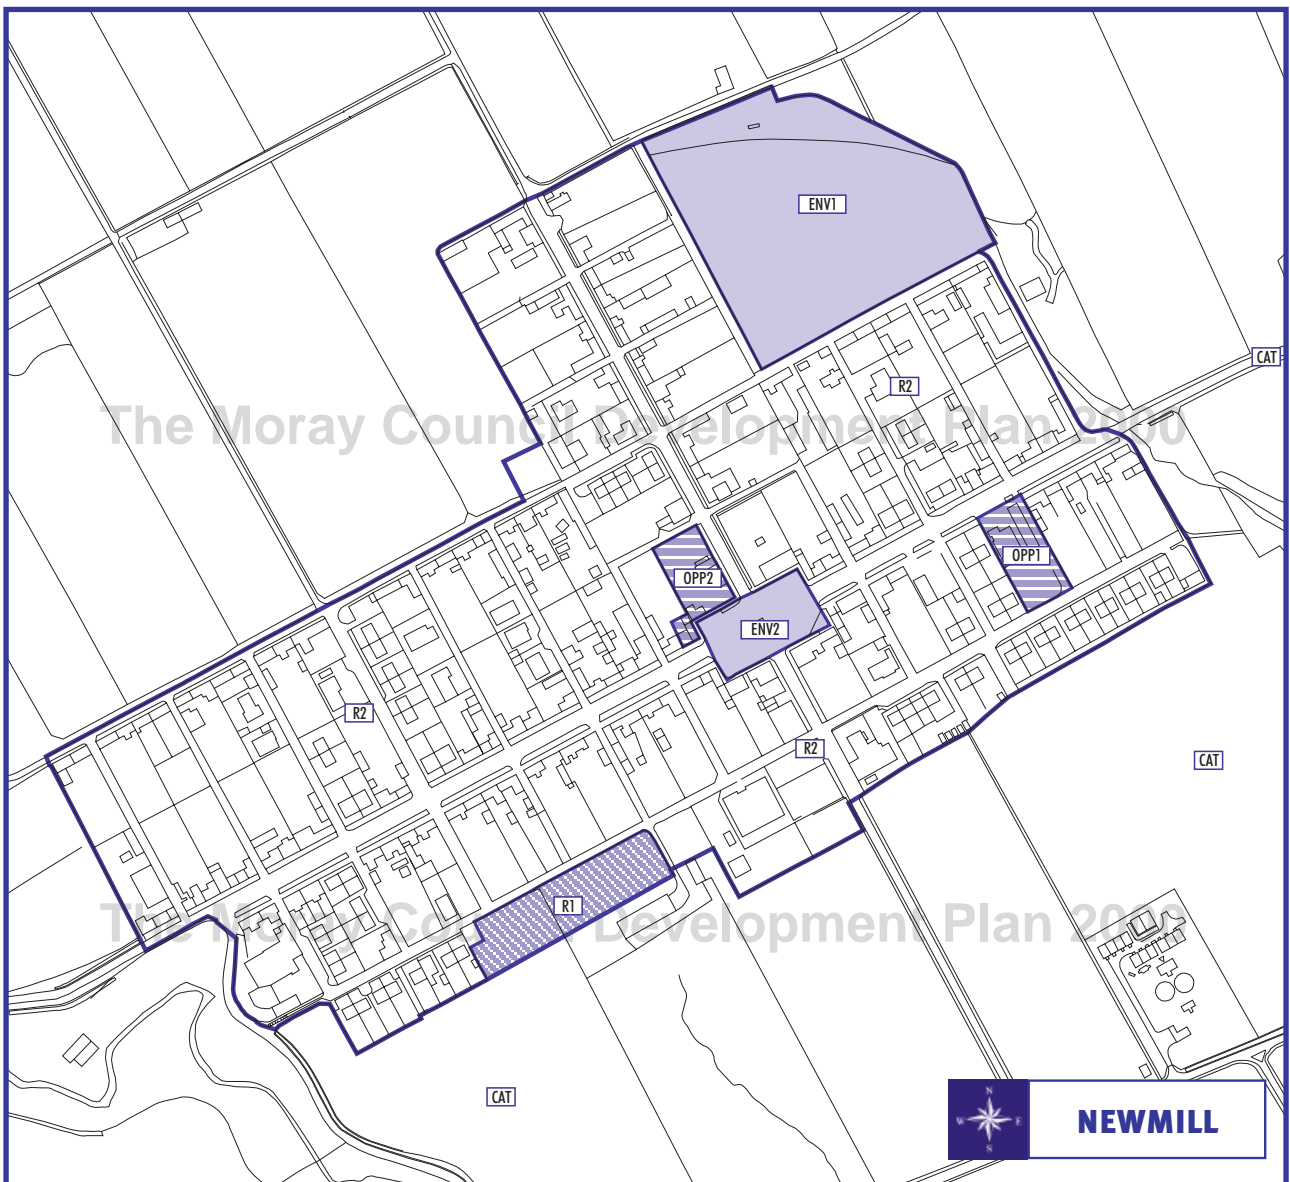 ENV1
CAT
R2
The Moray Council Development Plan 2000
OPP1
OPP2
ENV2
R2
R2
CAT
R1
The Moray Council Development Plan 2000
CAT
N
W E
S
NEWMILL